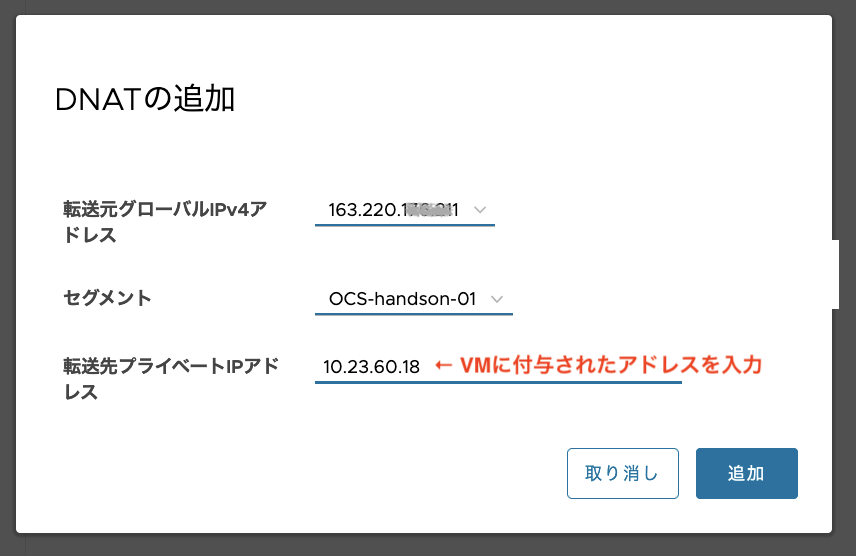 DNATの追加
転送元グローバルIPv4ア
ドレス
163.220.
セグメント
OCS-handson-01
転送先プライベートIPアド
レス
10.23.60.18 ← VMに付与されたアドレスを入力
取り消し
追加